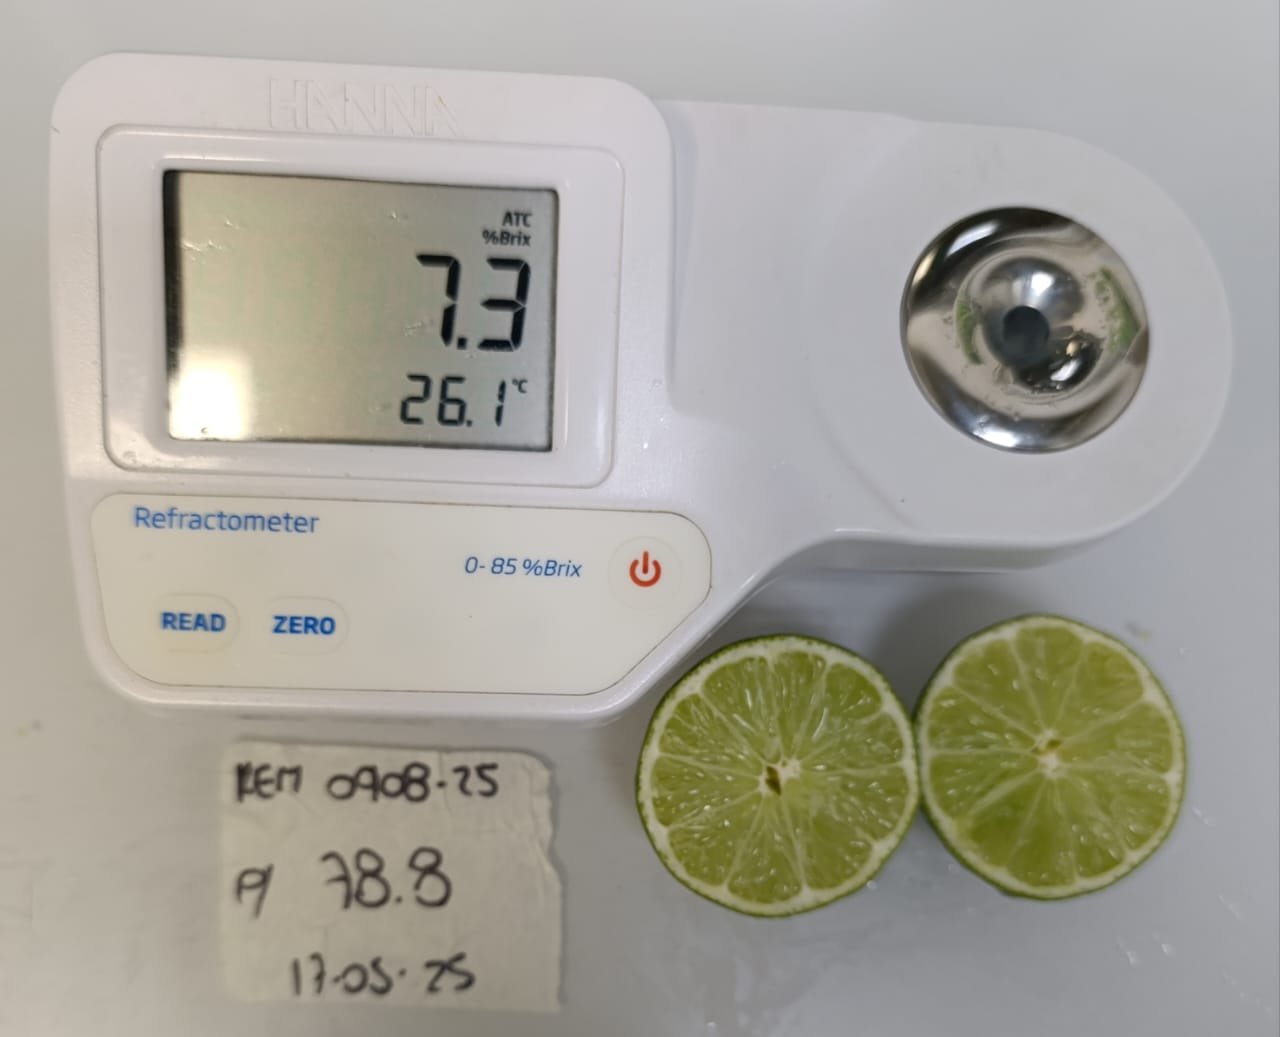 HANNA
ATC
%Brix
7.3
26.1°C
Refractometer
0-85 %Brix
READ ZERO
REM 0908-25
P/ 78.8
17-05-25